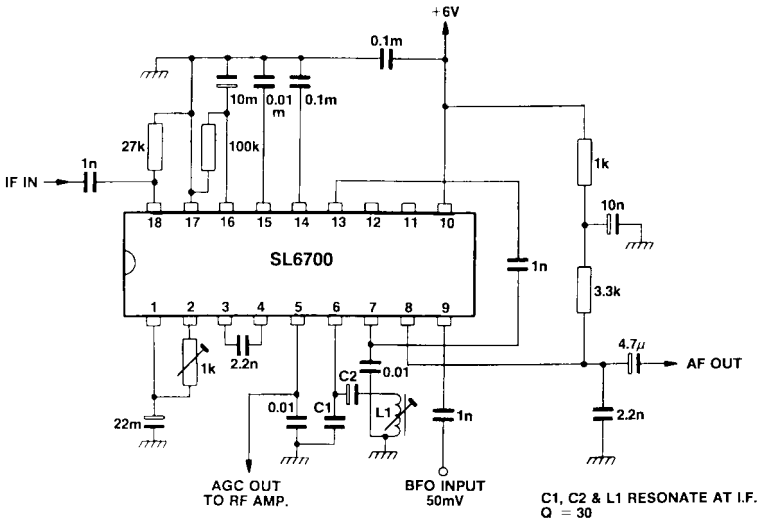 +6V
0.1m
10m
0.01
m
0.1m
27k
100k
1k
1n
IF IN
10n
18 17 16 15 14 13 12 11 10
SL6700
1n
3.3k
1 2 3 4 5 6 7 8 9
4.7µ
AF OUT
2.2n
1k
C2
0.01
0.01
C1
L1
22m
1n
2.2n
AGC OUT
TO RF AMP.
BFO INPUT
50mV
C1, C2 & L1 RESONATE AT I.F.
Q = 30